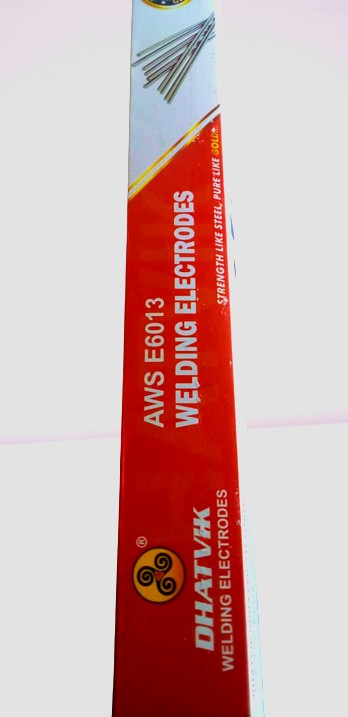 ®
DHATVIK
WELDING ELECTRODES
AWS E6013
WELDING ELECTRODES
STRENGTH LIKE STEEL, PURE LIKE GOLD